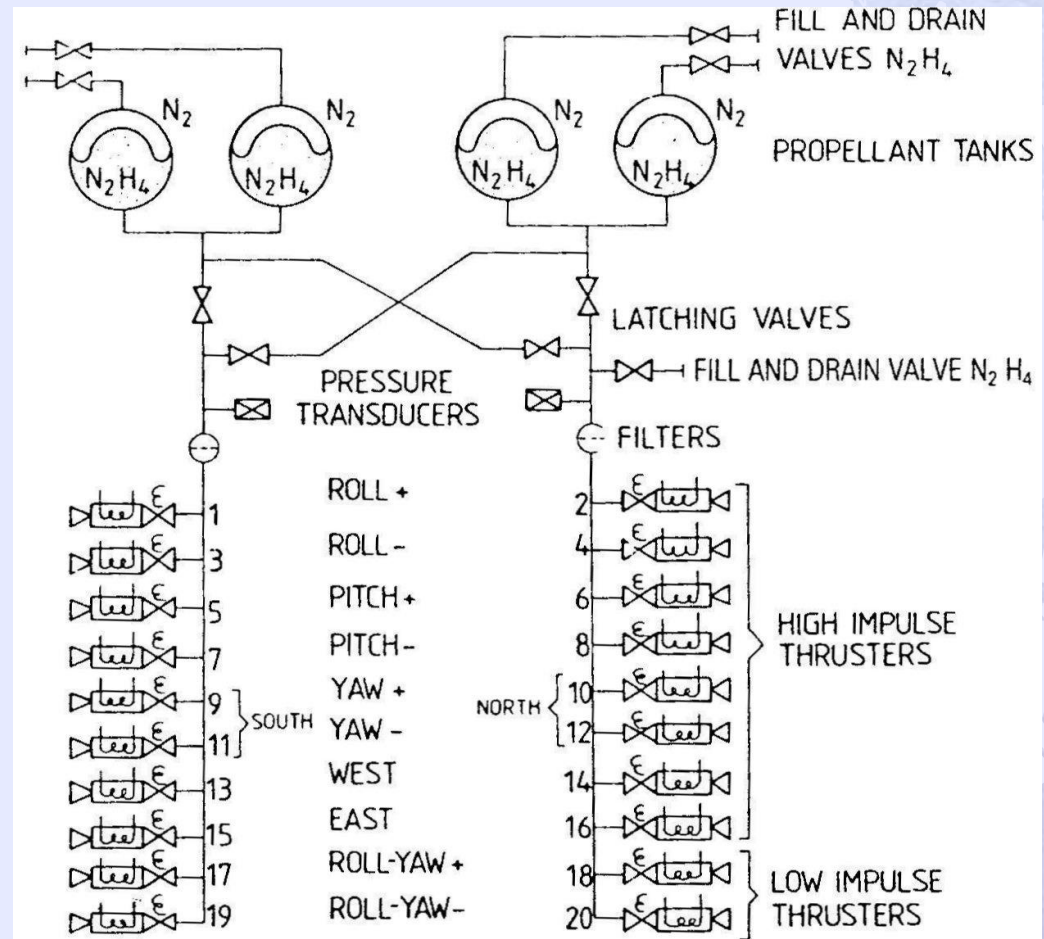 FILL AND DRAIN
VALVES N₂H₄
N₂
N₂
N₂
N₂
N₂H₄
N₂H₄
N₂H₄
N₂H₄
PROPELLANT TANKS
LATCHING VALVES
FILL AND DRAIN VALVE N₂ H₄
PRESSURE
TRANSDUCERS
FILTERS
1 ROLL + 2
3 ROLL - 4
5 PITCH + 6
7 PITCH - 8
HIGH IMPULSE
THRUSTERS
9 YAW + 10
SOUTH
NORTH
11 YAW - 12
13 WEST 14
15 EAST 16
17 ROLL-YAW + 18
19 ROLL-YAW- 20
LOW IMPULSE
THRUSTERS